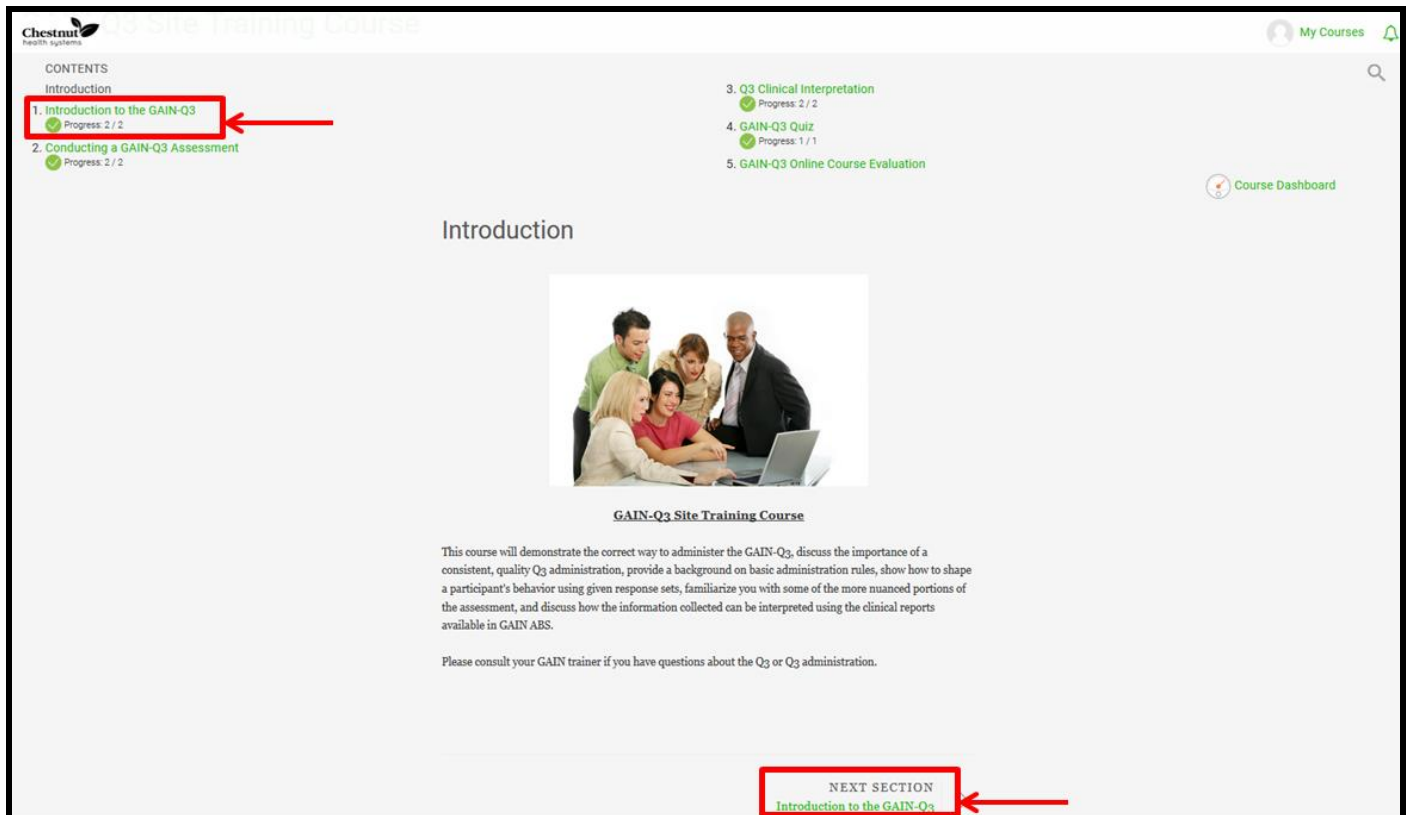 Q3 Site Training Course
Chestnut
health systems
My Courses
CONTENTS
Introduction
1. Introduction to the GAIN-Q3
Progress: 2 / 2
2. Conducting a GAIN-Q3 Assessment
Progress: 2 / 2
3. Q3 Clinical Interpretation
Progress: 2 / 2
4. GAIN-Q3 Quiz
Progress: 1 / 1
5. GAIN-Q3 Online Course Evaluation
Course Dashboard
Introduction
GAIN-Q3 Site Training Course
This course will demonstrate the correct way to administer the GAIN-Q3, discuss the importance of a
consistent, quality Q3 administration, provide a background on basic administration rules, show how to shape
a participant's behavior using given response sets, familiarize you with some of the more nuanced portions of
the assessment, and discuss how the information collected can be interpreted using the clinical reports
available in GAIN ABS.
Please consult your GAIN trainer if you have questions about the Q3 or Q3 administration.
NEXT SECTION
Introduction to the GAIN-Q3